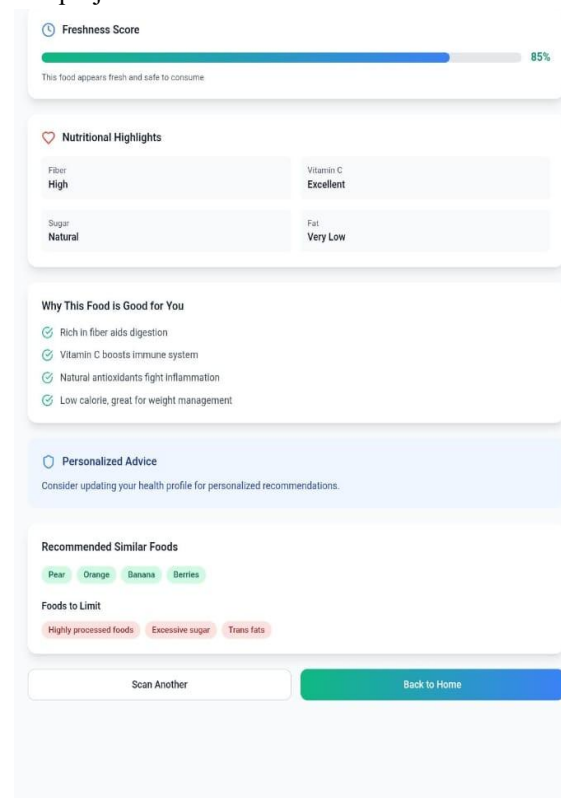 Freshness Score
85%
This food appears fresh and safe to consume
Nutritional Highlights
Fiber
High
Vitamin C
Excellent
Sugar
Natural
Fat
Very Low
Why This Food is Good for You
Rich in fiber aids digestion
Vitamin C boosts immune system
Natural antioxidants fight inflammation
Low calorie, great for weight management
Personalized Advice
Consider updating your health profile for personalized recommendations.
Recommended Similar Foods
Pear Orange Banana Berries
Foods to Limit
Highly processed foods Excessive sugar Trans fats
Scan Another Back to Home